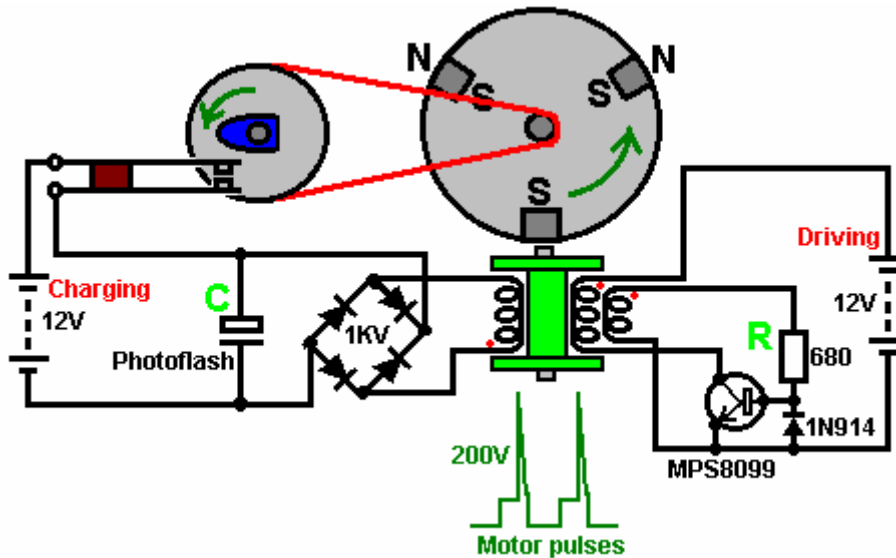 N
N
S
S
S
Driving
Charging
12V
C
1KV
Photoflash
12V
R
680
1N914
MPS8099
200V
Motor pulses